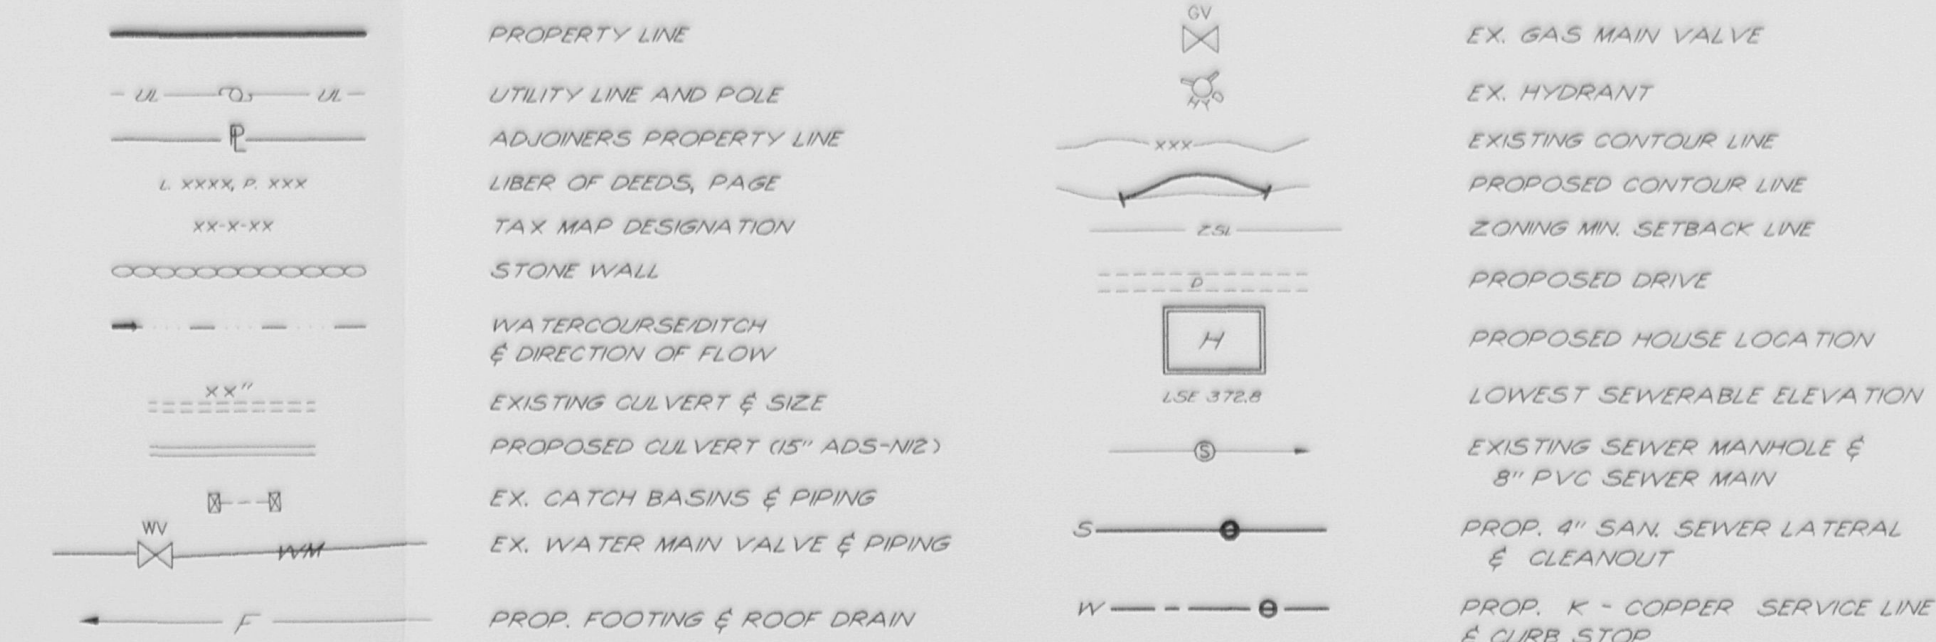 PROPERTY LINE
UL UL UTILITY LINE AND POLE
PL ADJOINERS PROPERTY LINE
L. XXXX, P. XXX LIBER OF DEEDS, PAGE
XX-X-XX TAX MAP DESIGNATION
STONE WALL
WATERCOURSE/DITCH
& DIRECTION OF FLOW
XX" EXISTING CULVERT & SIZE
PROPOSED CULVERT (15" ADS-N12)
EX. CATCH BASINS & PIPING
WV
WM EX. WATER MAIN VALVE & PIPING
F PROP. FOOTING & ROOF DRAIN
GV
EX. GAS MAIN VALVE
HYD EX. HYDRANT
XXX EXISTING CONTOUR LINE
PROPOSED CONTOUR LINE
ZSL ZONING MIN. SETBACK LINE
D PROPOSED DRIVE
H PROPOSED HOUSE LOCATION
LSE 372.8 LOWEST SEWERABLE ELEVATION
S EXISTING SEWER MANHOLE &
8" PVC SEWER MAIN
S PROP. 4" SAN. SEWER LATERAL
& CLEANOUT
W PROP. K - COPPER SERVICE LINE
& CURB STOP